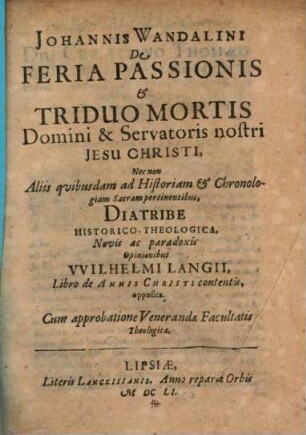 JOHANNIS WANDALINI
De
FERIA PASSIONIS
&
TRIDUO MORTIS
Domini & Servatoris nostri
JESU CHRISTI,
Nec non
Aliis qvibusdam ad Historiam & Chronolo-
giam Sacram pertinentibus,
DIATRIBE
HISTORICO-THEOLOGICA,
Novis ac paradoxis
Opinionibus
VVILHELMI LANGII,
Libro de ANNIS CHRISTI contentis,
opposita.
Cum approbatione Venerandæ Facultatis
Theologicæ.
LIPSIÆ,
Literis LANCKISIANIS. Anno reparati Orbis
M DC LI.